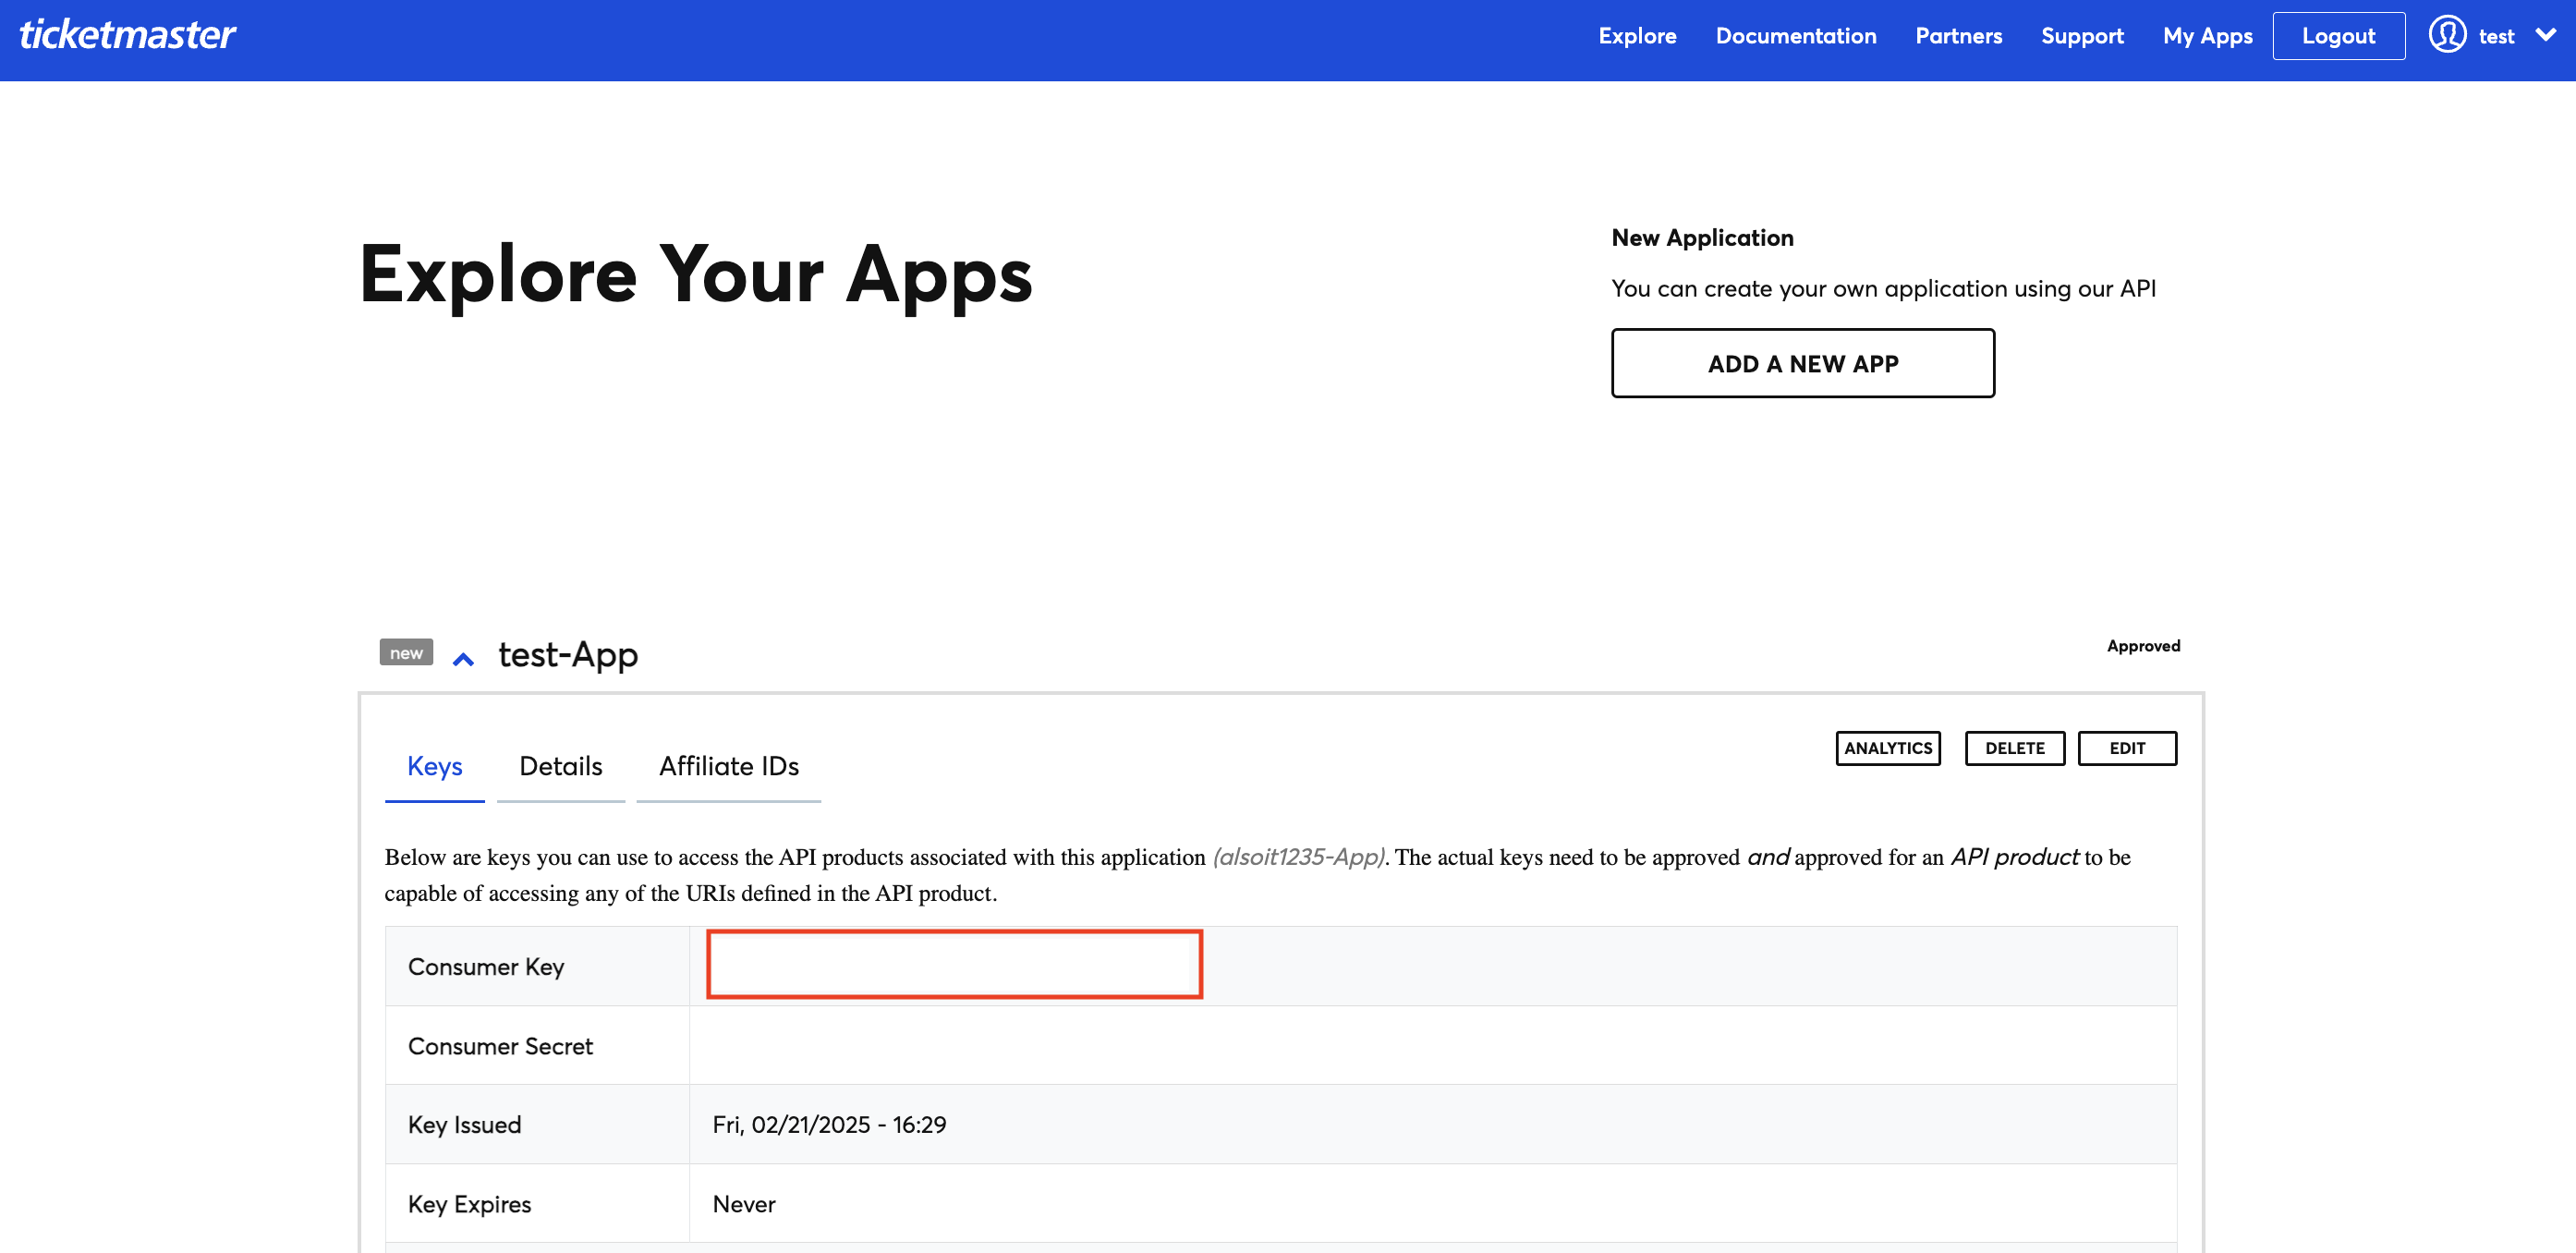 ticketmaster
Explore Documentation Partners Support My Apps Logout test
Explore Your Apps
New Application
You can create your own application using our API
ADD A NEW APP
new test-App Approved
Keys Details Affiliate IDs ANALYTICS DELETE EDIT
Below are keys you can use to access the API products associated with this application (alsoit1235-App). The actual keys need to be approved and approved for an API product to be
capable of accessing any of the URIs defined in the API product.
Consumer Key
Consumer Secret
Key Issued Fri, 02/21/2025 - 16:29
Key Expires Never